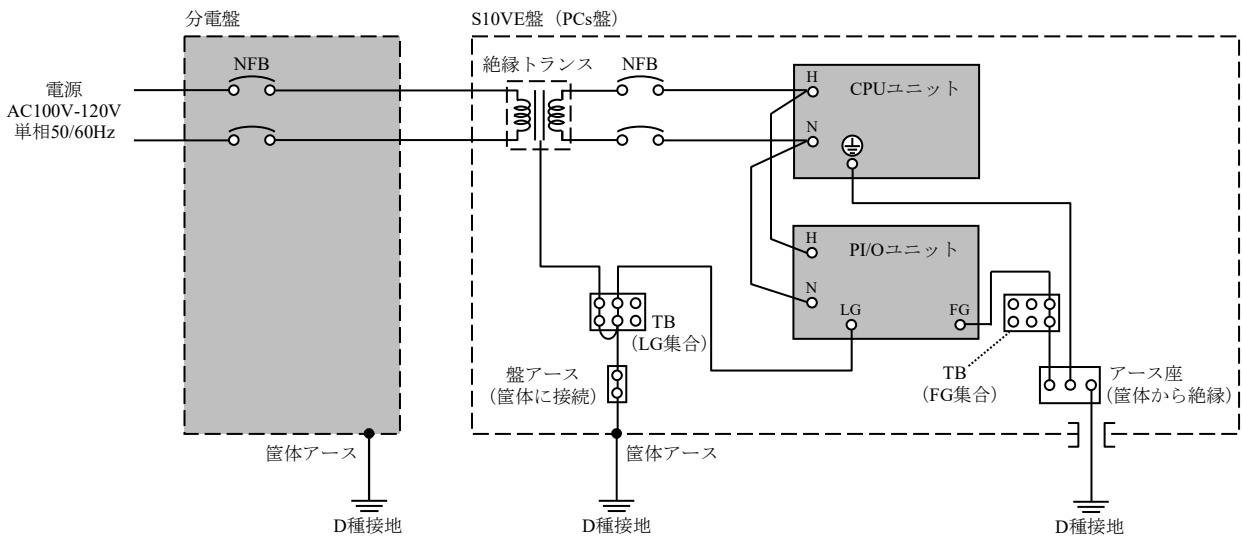 分電盤
S10VE盤（PCs盤）
NFB
絶縁トランス
NFB
電源
AC100V-120V
単相50/60Hz
H
CPUユニット
N
H
PI/Oユニット
N
LG
FG
TB
（LG集合）
盤アース
（筐体に接続）
TB
（FG集合）
アース座
（筐体から絶縁）
筐体アース
筐体アース
D種接地
D種接地
D種接地